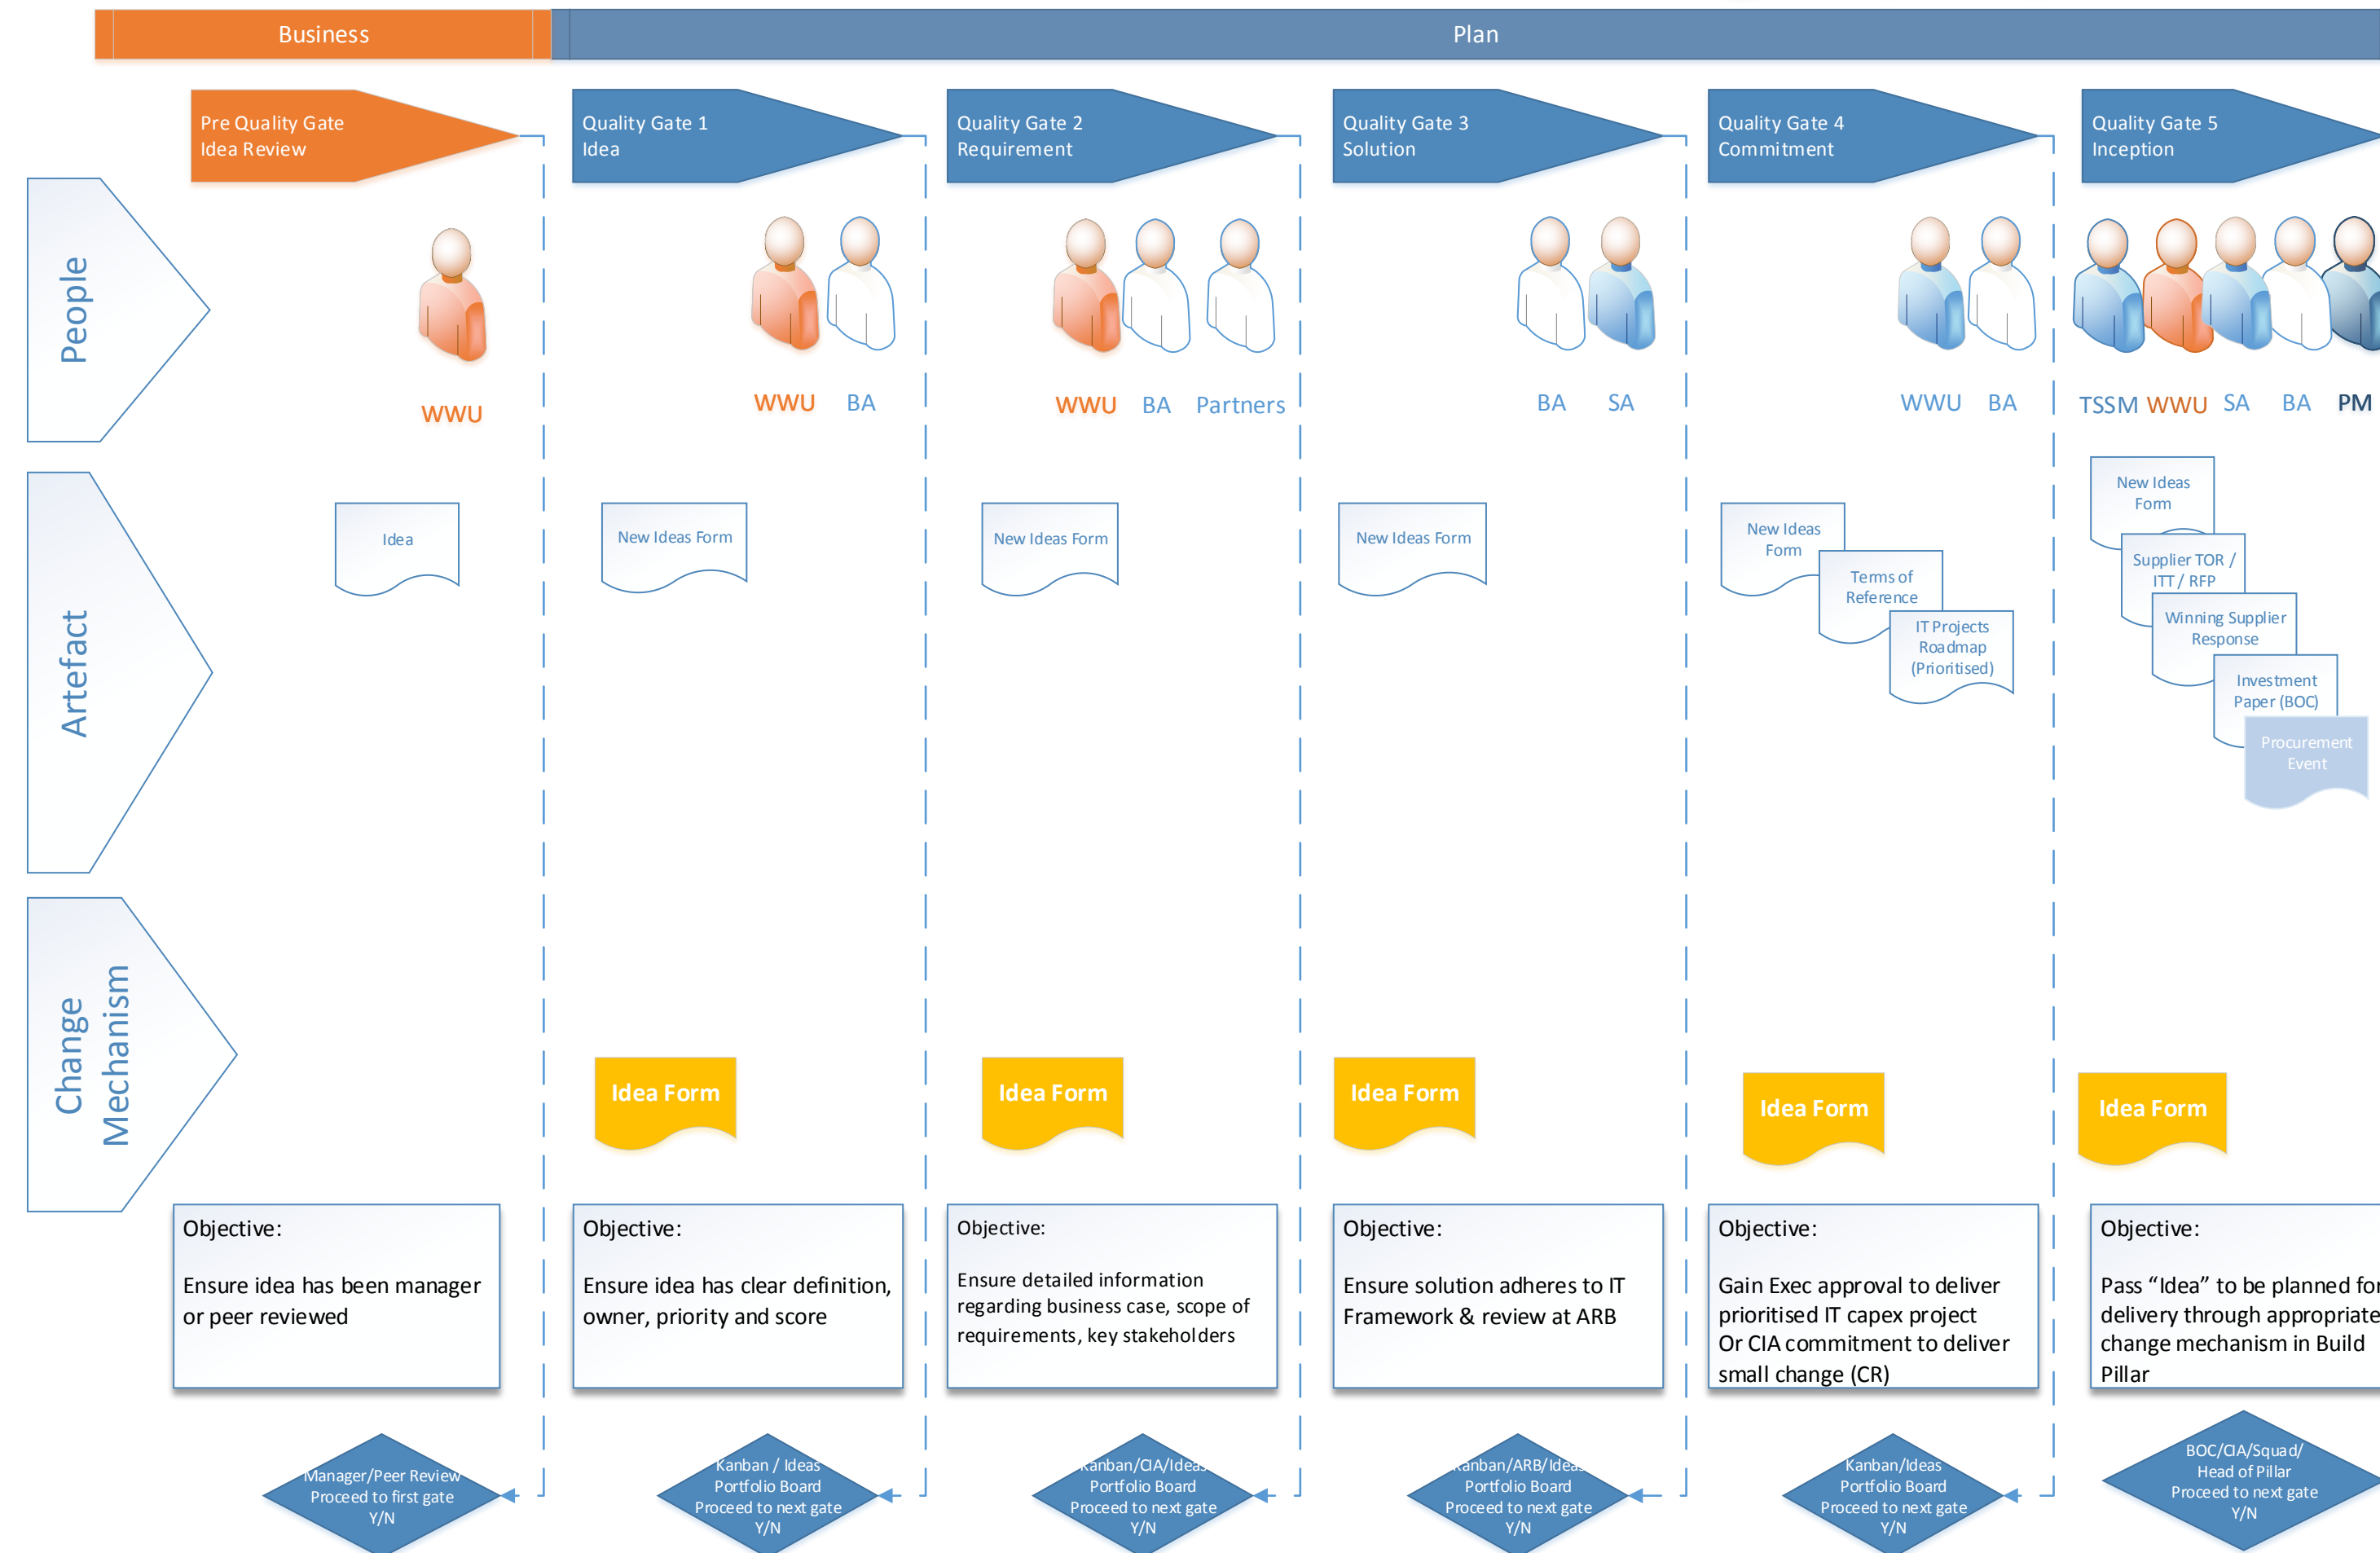 Business
Plan
Pre Quality Gate
Idea Review
Quality Gate 1
Idea
Quality Gate 2
Requirement
Quality Gate 3
Solution
Quality Gate 4
Commitment
Quality Gate 5
Inception
People
WWU
WWU BA
WWU BA Partners
BA SA
WWU BA
TSSM WWU SA BA PM
Artefact
Idea
New Ideas Form
New Ideas Form
New Ideas Form
New Ideas
Form
Terms of
Reference
IT Projects
Roadmap
(Prioritised)
New Ideas
Form
Supplier TOR /
ITT / RFP
Winning Supplier
Response
Investment
Paper (BOC)
Procurement
Event
Change
Mechanism
Idea Form
Idea Form
Idea Form
Idea Form
Idea Form
Objective:
Ensure idea has been manager
or peer reviewed
Objective:
Ensure idea has clear definition,
owner, priority and score
Objective:
Ensure detailed information
regarding business case, scope of
requirements, key stakeholders
Objective:
Ensure solution adheres to IT
Framework & review at ARB
Objective:
Gain Exec approval to deliver
prioritised IT capex project
Or CIA commitment to deliver
small change (CR)
Objective:
Pass “Idea” to be planned for
delivery through appropriate
change mechanism in Build
Pillar
Manager/Peer Review
Proceed to first gate
Y/N
Kanban / Ideas
Portfolio Board
Proceed to next gate
Y/N
Kanban/CIA/Ideas
Portfolio Board
Proceed to next gate
Y/N
Kanban/ARB/Ideas
Portfolio Board
Proceed to next gate
Y/N
Kanban/Ideas
Portfolio Board
Proceed to next gate
Y/N
BOC/CIA/Squad/
Head of Pillar
Proceed to next gate
Y/N